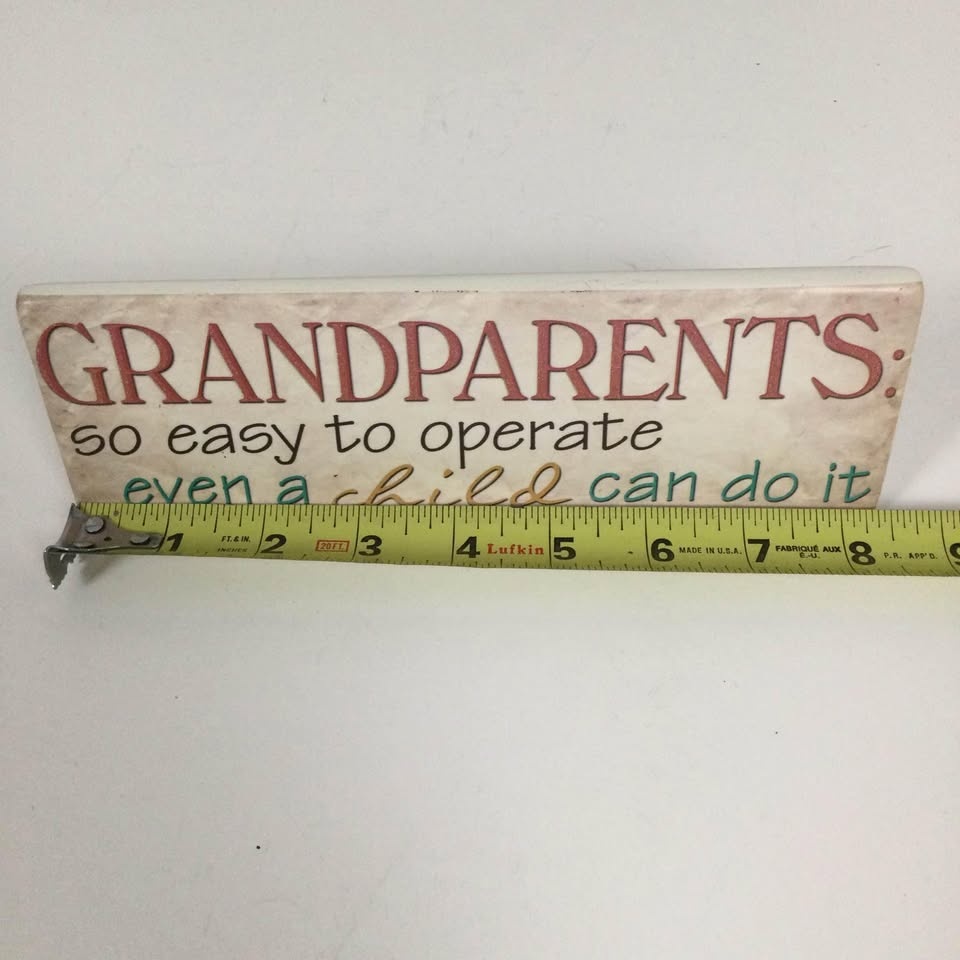 GRANDPARENTS:
so easy to operate
even a child can do it
1 FT. & IN. INCHES 2 20 FT. 3 4 Lufkin 5 6 MADE IN U.S.A. 7 FABRIQUÉ AUX É.-U. 8 P.R. APP'D. 9